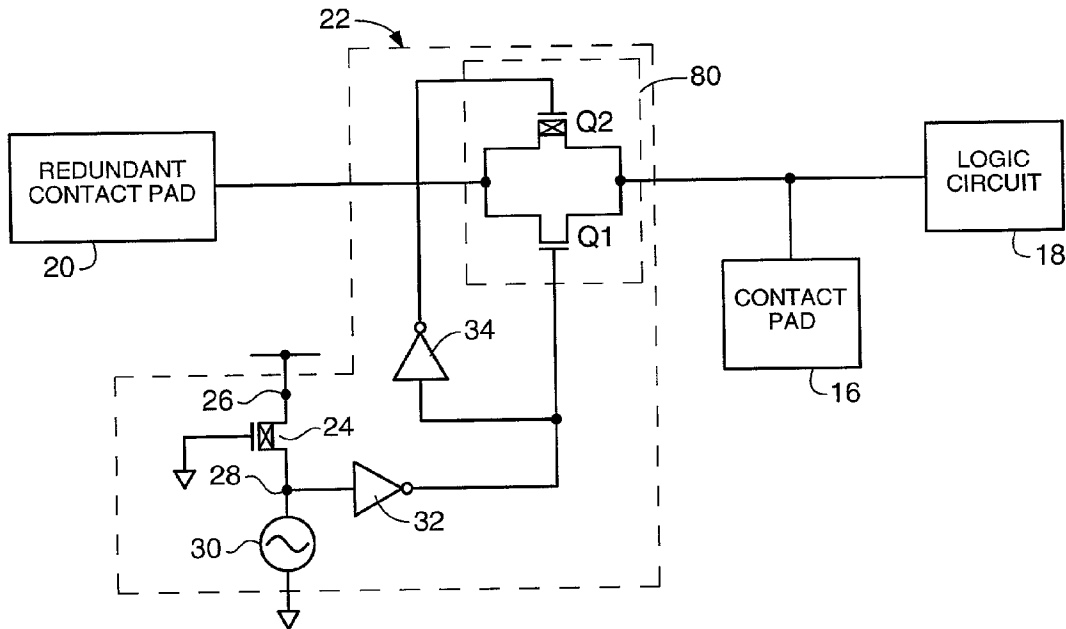 22
80
Q2
REDUNDANT
CONTACT PAD
20
LOGIC
CIRCUIT
18
Q1
CONTACT
PAD
16
34
26
24
28
32
30